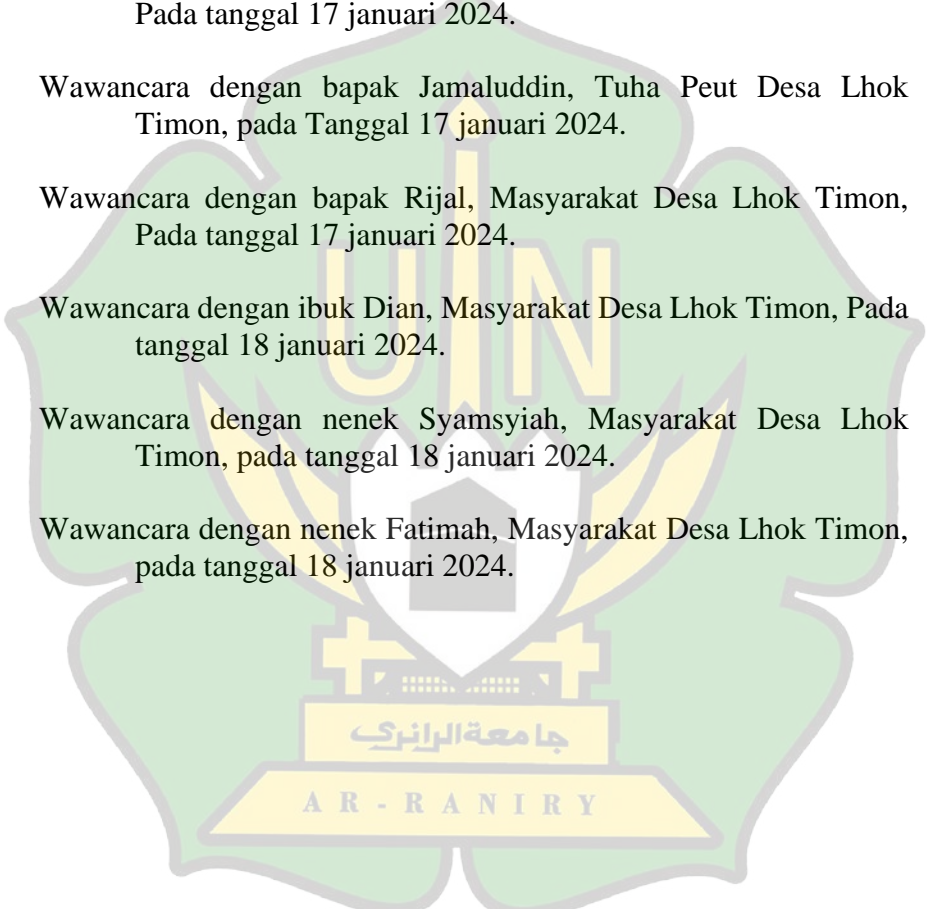 Pada tanggal 17 januari 2024.
Wawancara dengan bapak Jamaluddin, Tuha Peut Desa Lhok
Timon, pada Tanggal 17 januari 2024.
Wawancara dengan bapak Rijal, Masyarakat Desa Lhok Timon,
Pada tanggal 17 januari 2024.
Wawancara dengan ibuk Dian, Masyarakat Desa Lhok Timon, Pada
tanggal 18 januari 2024.
Wawancara dengan nenek Syamsyiah, Masyarakat Desa Lhok
Timon, pada tanggal 18 januari 2024.
Wawancara dengan nenek Fatimah, Masyarakat Desa Lhok Timon,
pada tanggal 18 januari 2024.
UIN
جامعةالرانري
AR-RANIRY